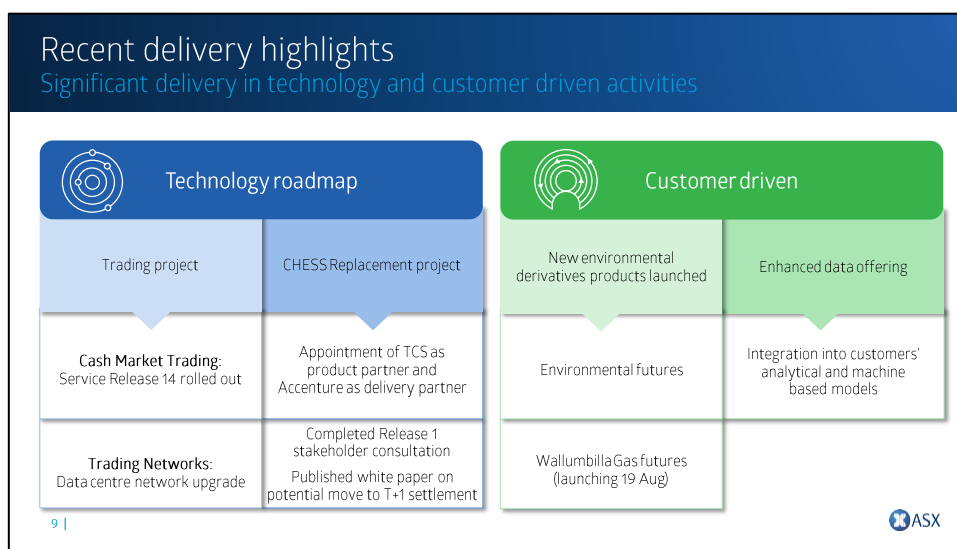 Recent delivery highlights
Significant delivery in technology and customer driven activities
Technology roadmap
Customer driven
Trading project
CHESS Replacement project
New environmental
derivatives products launched
Enhanced data offering
Cash Market Trading:
Service Release 14 rolled out
Appointment of TCS as
product partner and
Accenture as delivery partner
Environmental futures
Integration into customers'
analytical and machine
based models
Trading Networks:
Data centre network upgrade
Completed Release 1
stakeholder consultation
Published white paper on
potential move to T+1 settlement
Wallumbilla Gas futures
(launching 19 Aug)
9 |
ASX